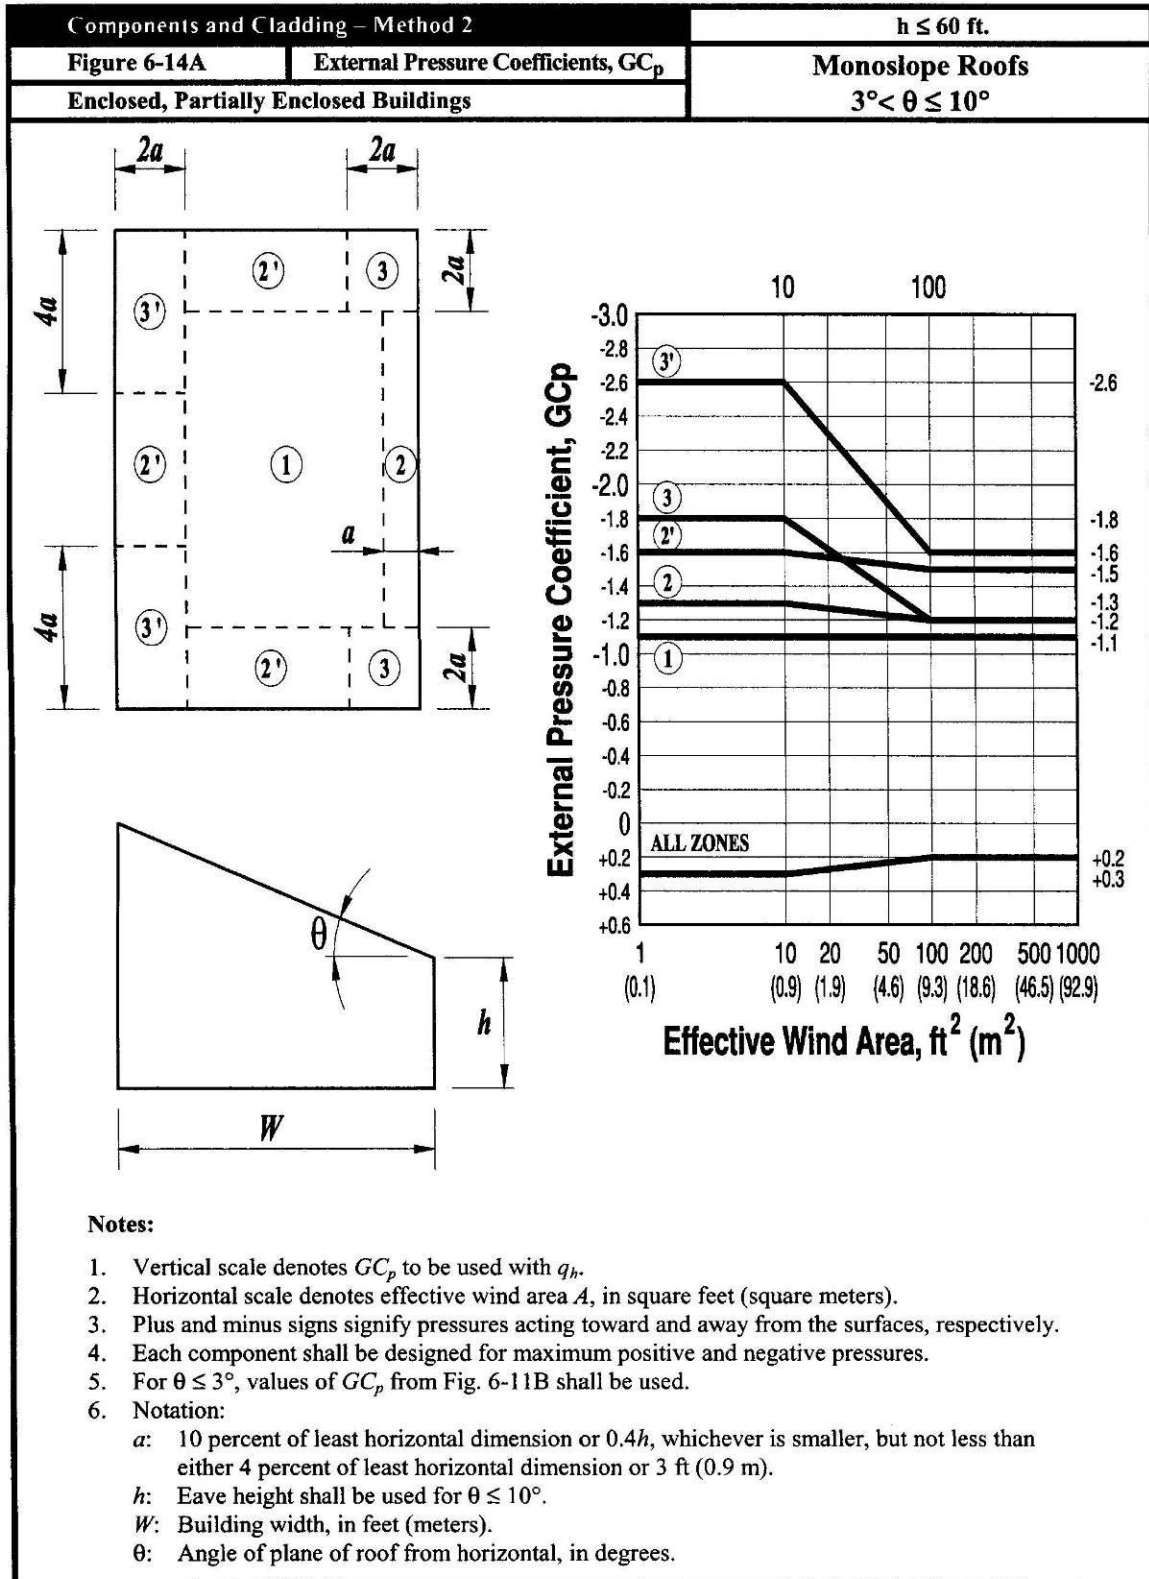 Components and Cladding – Method 2
h ≤ 60 ft.
Figure 6-14A
External Pressure Coefficients, GCp
Monoslope Roofs
3°< θ ≤ 10°
Enclosed, Partially Enclosed Buildings
2a
2a
4a
4a
2a
2a
a
3'
2'
3
2'
1
2
3'
2'
3
θ
h
W
10 100
External Pressure Coefficient, GCp
-3.0
-2.8
-2.6
-2.4
-2.2
-2.0
-1.8
-1.6
-1.4
-1.2
-1.0
-0.8
-0.6
-0.4
-0.2
0
+0.2
+0.4
+0.6
3'
3
2'
2
1
ALL ZONES
-2.6
-1.8
-1.6
-1.5
-1.3
-1.2
-1.1
+0.2
+0.3
1 10 20 50 100 200 500 1000
(0.1) (0.9) (1.9) (4.6) (9.3) (18.6) (46.5) (92.9)
Effective Wind Area, ft² (m²)
Notes:
1. Vertical scale denotes GCp to be used with qh.
2. Horizontal scale denotes effective wind area A, in square feet (square meters).
3. Plus and minus signs signify pressures acting toward and away from the surfaces, respectively.
4. Each component shall be designed for maximum positive and negative pressures.
5. For θ ≤ 3°, values of GCp from Fig. 6-11B shall be used.
6. Notation:
a: 10 percent of least horizontal dimension or 0.4h, whichever is smaller, but not less than
either 4 percent of least horizontal dimension or 3 ft (0.9 m).
h: Eave height shall be used for θ ≤ 10°.
W: Building width, in feet (meters).
θ: Angle of plane of roof from horizontal, in degrees.